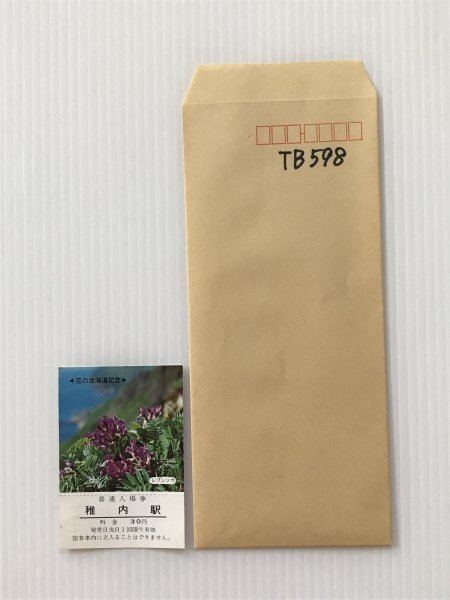 TB598
◀花の北海道記念▶
レブンソウ
普通入場券
稚内駅
料金 30円
発売日当日1回限り有効
旅客車内に立入ることはできません。